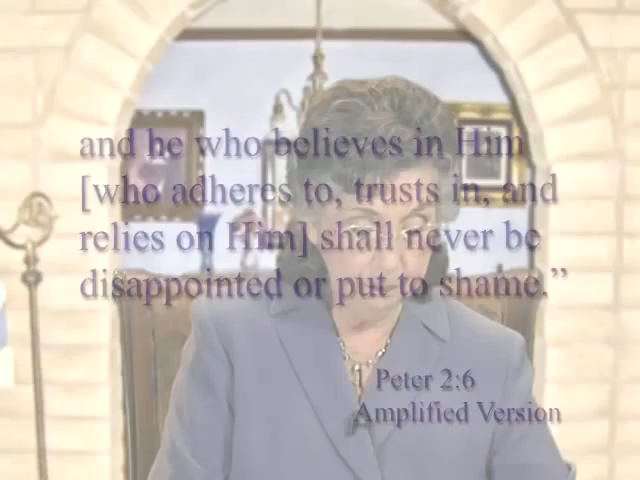 and he who believes in Him
[who adheres to, trusts in, and
relies on Him] shall never be
disappointed or put to shame.”
1 Peter 2:6
Amplified Version